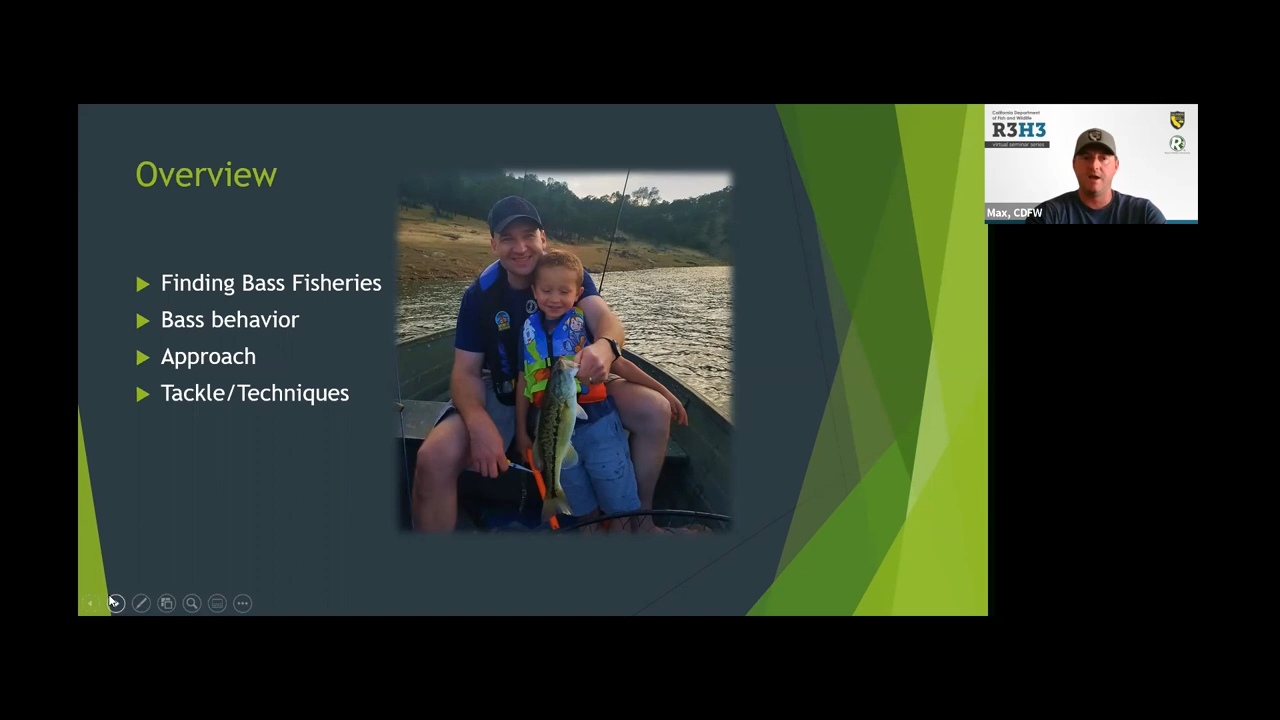 Overview
Finding Bass Fisheries
Bass behavior
Approach
Tackle/Techniques
California Department
of Fish and Wildlife
R3H3
virtual seminar series
Max, CDFW